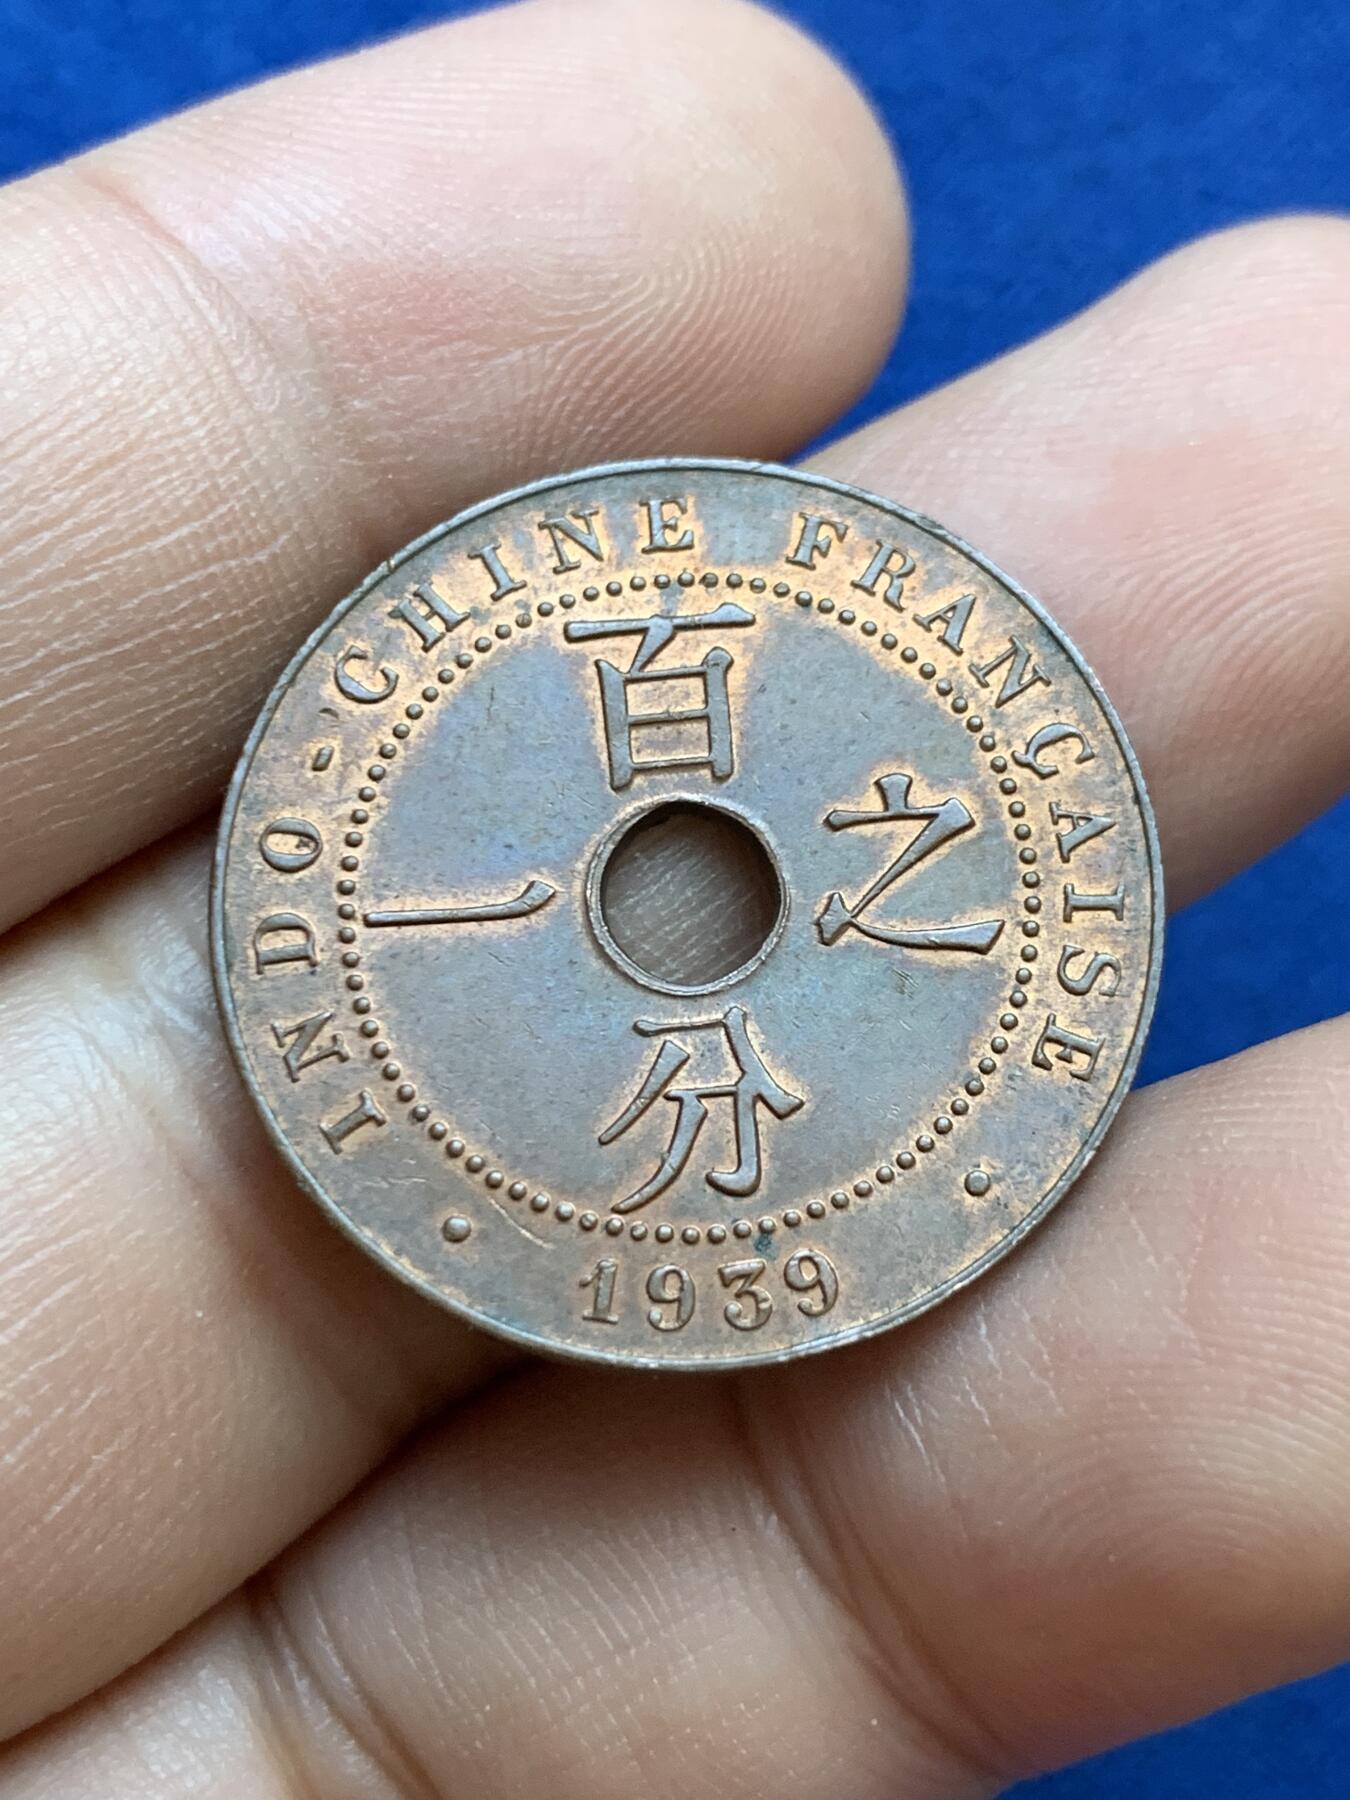 INDO-CHINE FRANÇAISE
百
之
分
一
• 1939 •